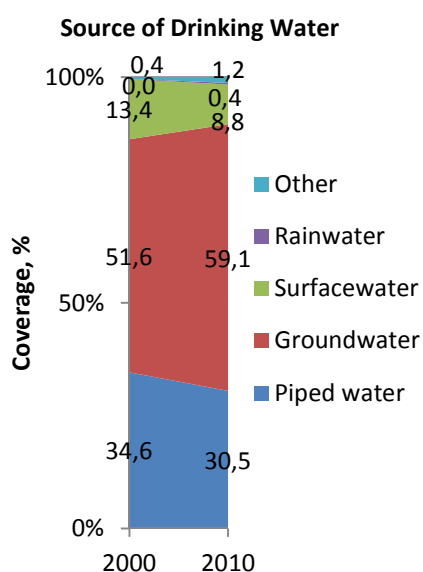 Source of Drinking Water
100%
50%
0%
Coverage, %
0,4
0,0
13,4
51,6
34,6
1,2
0,4
8,8
59,1
30,5
2000 2010
Other
Rainwater
Surfacewater
Groundwater
Piped water